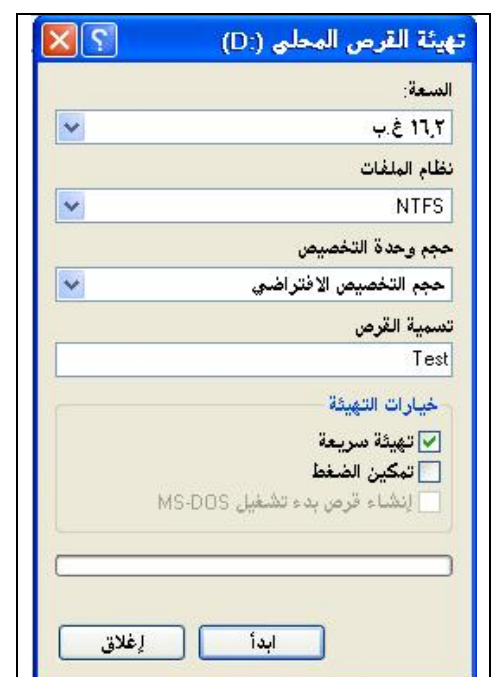 تهيئة القرص المحلي (D:)
السعة:
١٦,٢ غ.ب
نظام الملفات
NTFS
حجم وحدة التخصيص
حجم التخصيص الافتراضي
تسمية القرص
Test
خيارات التهيئة
تهيئة سريعة
تمكين الضغط
إنشاء قرص بدء تشغيل MS-DOS
ابدأ إغلاق